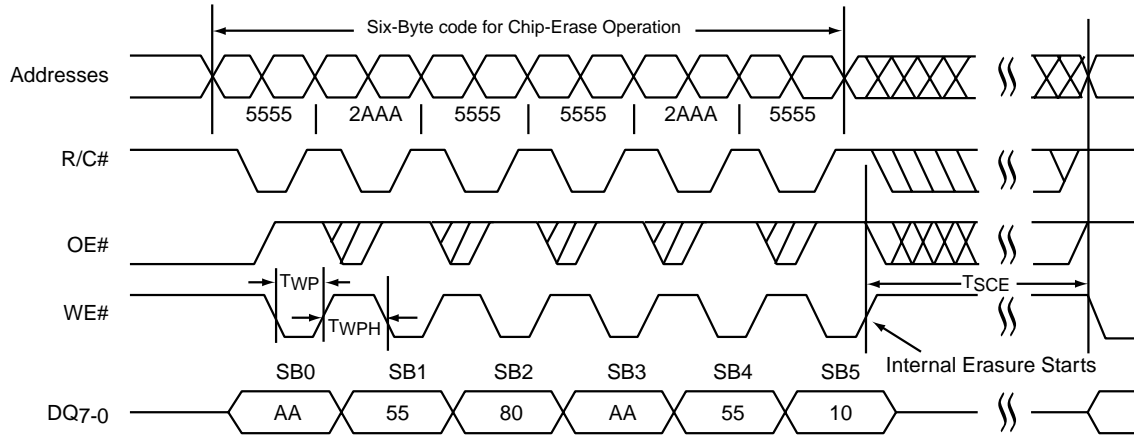 Six-Byte code for Chip-Erase Operation
Addresses
5555 2AAA 5555 5555 2AAA 5555
R/C#
OE#
TWP
TSCE
WE#
TWPH
Internal Erasure Starts
SB0 SB1 SB2 SB3 SB4 SB5
DQ7-0
AA 55 80 AA 55 10